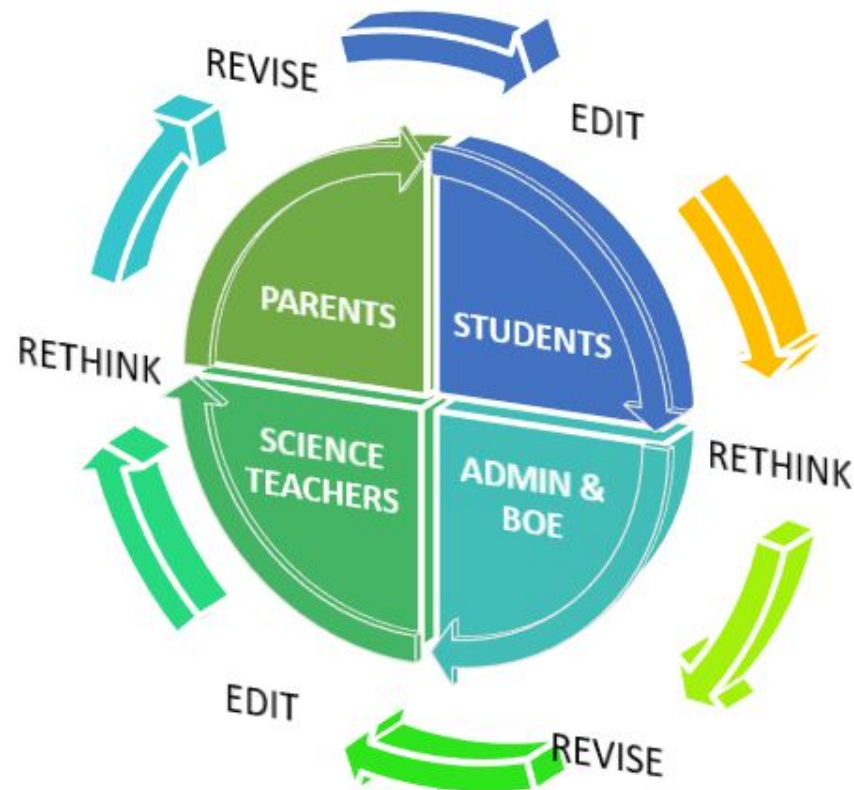 REVISE
EDIT
PARENTS
STUDENTS
RETHINK
SCIENCE
TEACHERS
ADMIN &
BOE
RETHINK
EDIT
REVISE